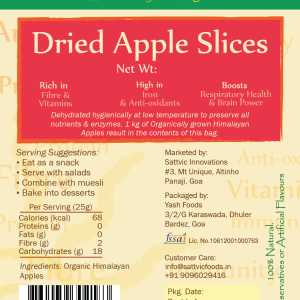 Dried Apple Slices
Net Wt:
Rich in
Fibre &
Vitamins
High in
Iron
& Anti-oxidants
Boosts
Respiratory Health
& Brain Power
Dehydrated hygienically at low temperature to preserve all
nutrients & enzymes. 1 kg of Organically grown Himalayan
Apples result in the contents of this bag.
Serving Suggestions:
• Eat as a snack
• Serve with salads
• Combine with muesli
• Bake into desserts
Per Serving (25g)
Calories (kcal) 68
Proteins (g) 0
Fats (g) 0
Fibre (g) 2
Carbohydrates (g) 18
Ingredients: Organic Himalayan
Apples
Marketed by:
Sattvic Innovations
#3, Mt Unique, Altinho
Panaji, Goa
Packaged by:
Yash Foods
3/2/G Karaswada, Dhuler
Bardez, Goa
fssai Lic. No.10612001000763
Customer Care:
info@sattvicfoods.in
+91 9096029416
Pkg. Date:
100% Natural
ervatives or Artificial Flavours
Anti-ox
Vitami
Immun